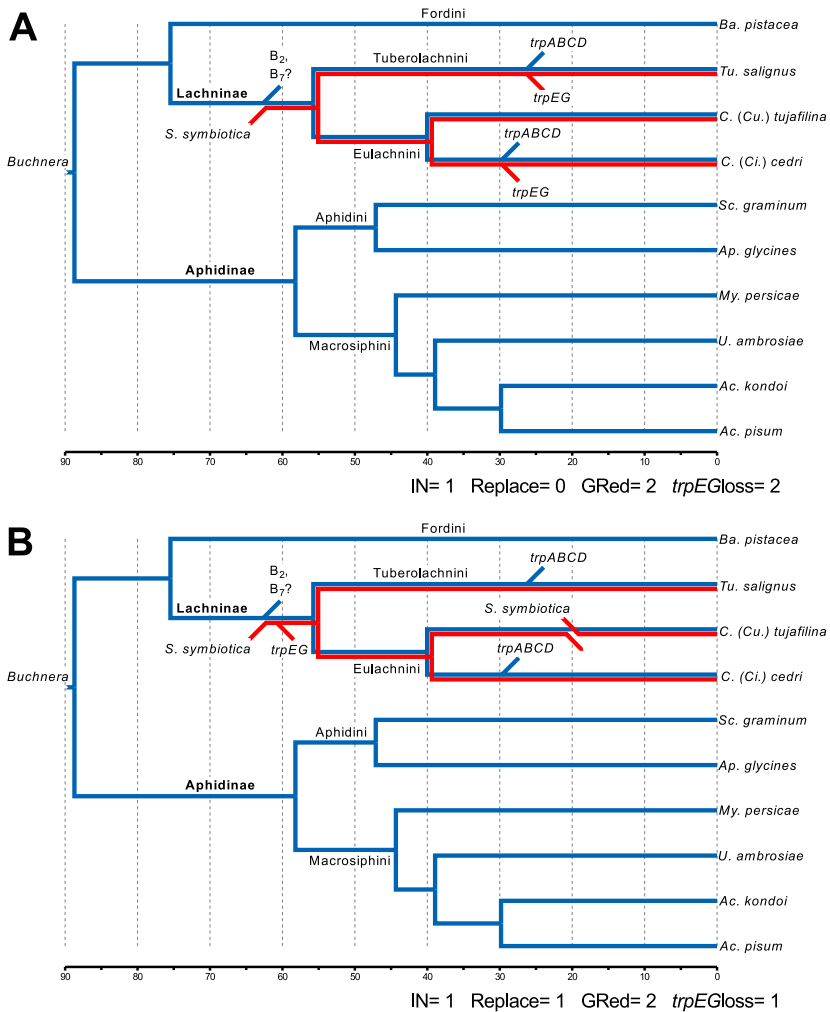 A
Fordini
Ba. pistacea
B2,
B7?
Tuberolachnini
trpABCD
Tu. salignus
Lachninae
trpEG
S. symbiotica
C. (Cu.) tujafilina
trpABCD
Eulachnini
C. (Ci.) cedri
Buchnera
trpEG
Sc. graminum
Aphidini
Ap. glycines
Aphidinae
My. persicae
Macrosiphini
U. ambrosiae
Ac. kondoi
Ac. pisum
90 80 70 60 50 40 30 20 10 0
IN= 1 Replace= 0 GRed= 2 trpEGloss= 2
B
Fordini
Ba. pistacea
B2,
B7?
Tuberolachnini
trpABCD
Tu. salignus
Lachninae
S. symbiotica
C. (Cu.) tujafilina
S. symbiotica
trpEG
trpABCD
Eulachnini
C. (Ci.) cedri
Buchnera
Sc. graminum
Aphidini
Ap. glycines
Aphidinae
My. persicae
Macrosiphini
U. ambrosiae
Ac. kondoi
Ac. pisum
90 80 70 60 50 40 30 20 10 0
IN= 1 Replace= 1 GRed= 2 trpEGloss= 1